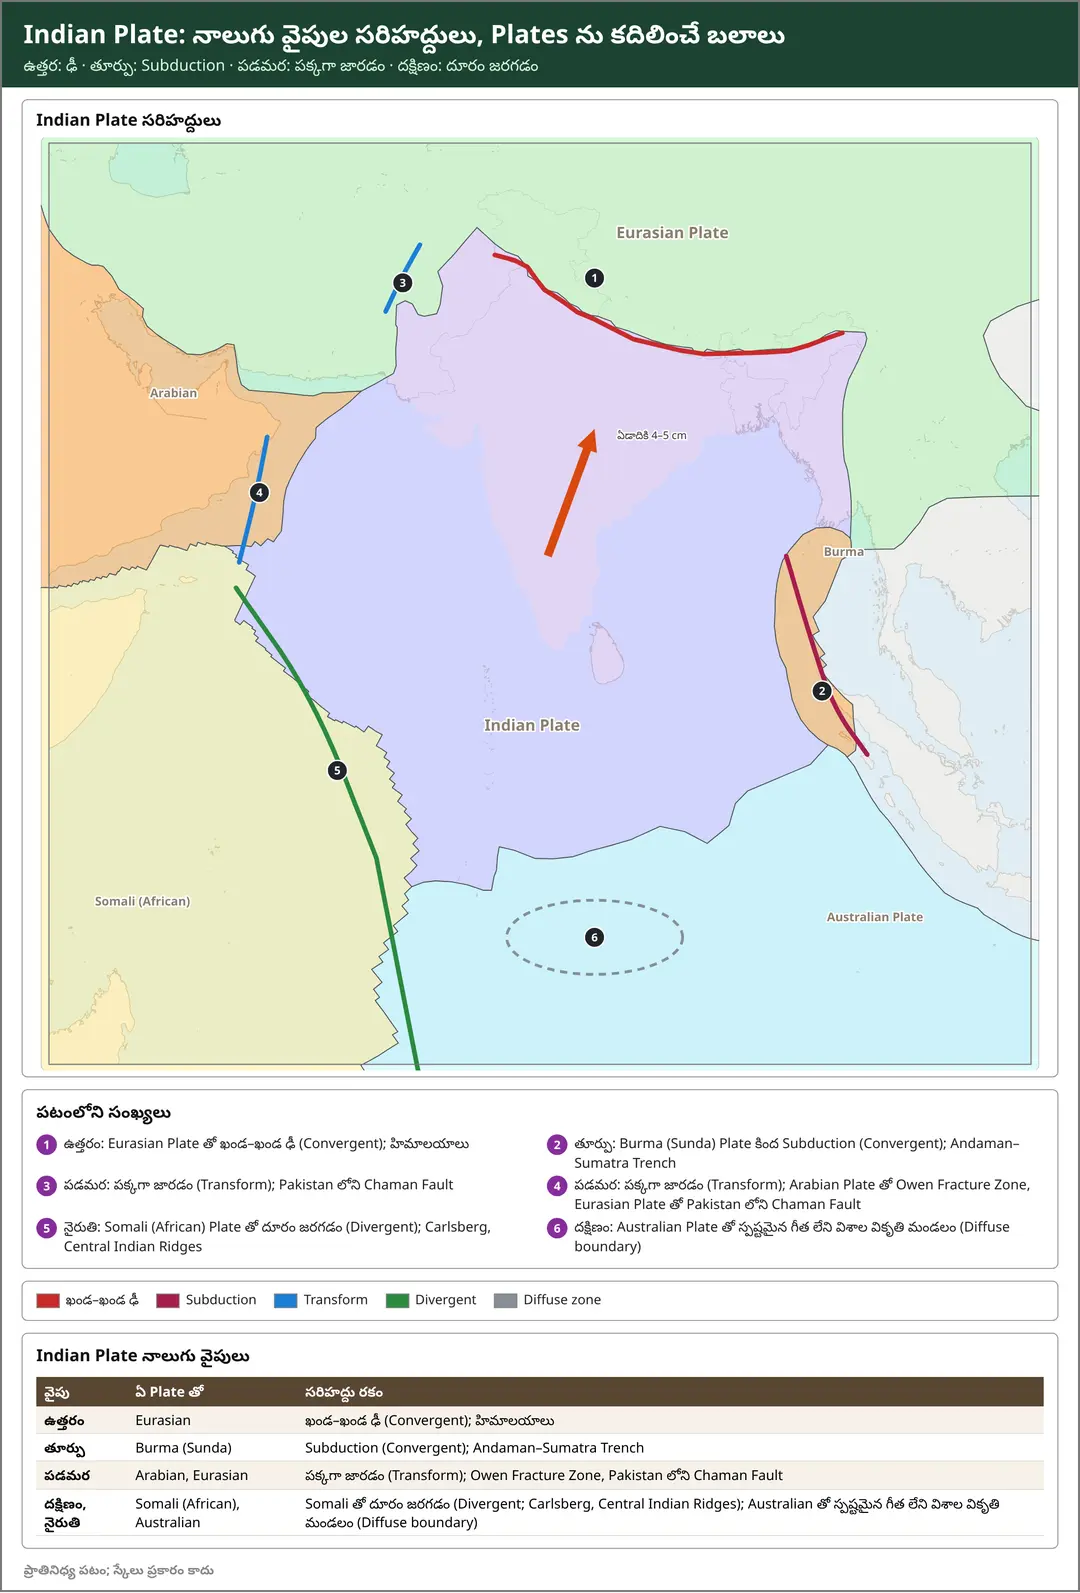 Indian Plate: నాలుగు వైపుల సరిహద్దులు, Plates ను కదిలించే బలాలు
ఉత్తర: ఢీ · తూర్పు: Subduction · పడమర: పక్కగా జారడం · దక్షిణం: దూరం జరగడం
Indian Plate సరిహద్దులు
Eurasian Plate
1
3
Arabian
ఏడాదికి 4–5 cm
4
Burma
2
Indian Plate
5
Somali (African)
Australian Plate
6
పటంలోని సంఖ్యలు
1 ఉత్తరం: Eurasian Plate తో ఖండ–ఖండ ఢీ (Convergent); హిమాలయాలు
2 తూర్పు: Burma (Sunda) Plate కింద Subduction (Convergent); Andaman–
Sumatra Trench
3 పడమర: పక్కగా జారడం (Transform); Pakistan లోని Chaman Fault
4 పడమర: పక్కగా జారడం (Transform); Arabian Plate తో Owen Fracture Zone,
Eurasian Plate తో Pakistan లోని Chaman Fault
5 నైరుతి: Somali (African) Plate తో దూరం జరగడం (Divergent); Carlsberg,
Central Indian Ridges
6 దక్షిణం: Australian Plate తో స్పష్టమైన గీత లేని విశాల వికృతి మండలం (Diffuse
boundary)
ఖండ–ఖండ ఢీ Subduction Transform Divergent Diffuse zone
Indian Plate నాలుగు వైపులు
వైపు ఏ Plate తో సరిహద్దు రకం
ఉత్తరం Eurasian ఖండ–ఖండ ఢీ (Convergent); హిమాలయాలు
తూర్పు Burma (Sunda) Subduction (Convergent); Andaman–Sumatra Trench
పడమర Arabian, Eurasian పక్కగా జారడం (Transform); Owen Fracture Zone, Pakistan లోని Chaman Fault
దక్షిణం, Somali (African), Somali తో దూరం జరగడం (Divergent; Carlsberg, Central Indian Ridges); Australian తో స్పష్టమైన గీత లేని విశాల వికృతి
నైరుతి Australian మండలం (Diffuse boundary)
ప్రాతినిధ్య పటం; స్కేలు ప్రకారం కాదు